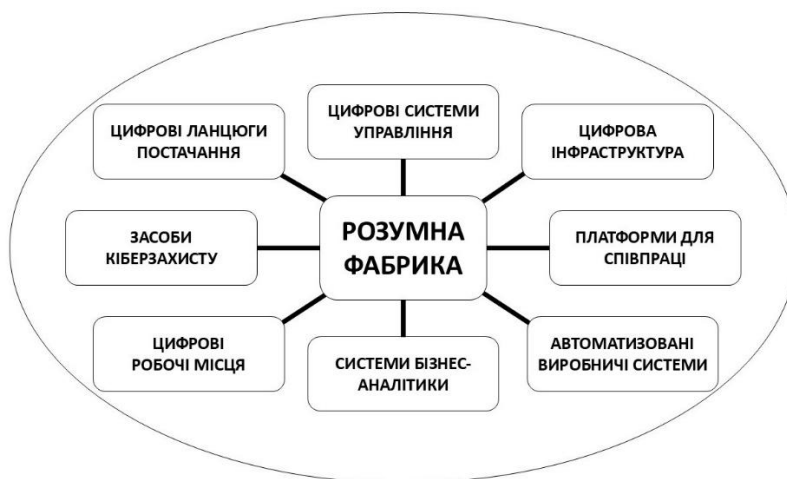 ЦИФРОВІ СИСТЕМИ
УПРАВЛІННЯ
ЦИФРОВІ ЛАНЦЮГИ
ПОСТАЧАННЯ
ЦИФРОВА
ІНФРАСТРУКТУРА
РОЗУМНА
ФАБРИКА
ЗАСОБИ
КІБЕРЗАХИСТУ
ПЛАТФОРМИ ДЛЯ
СПІВПРАЦІ
ЦИФРОВІ
РОБОЧІ МІСЦЯ
СИСТЕМИ БІЗНЕС-
АНАЛІТИКИ
АВТОМАТИЗОВАНІ
ВИРОБНИЧІ СИСТЕМИ